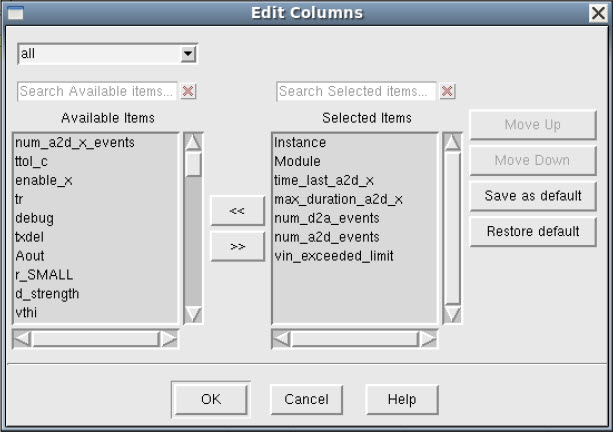 Edit Columns
all
Search Available items...
Search Selected items...
Available Items
Selected Items
num_a2d_x_events
ttol_c
enable_x
tr
debug
txdel
Aout
r_SMALL
d_strength
vthi
<<
>>
Instance
Module
time_last_a2d_x
max_duration_a2d_x
num_d2a_events
num_a2d_events
vin_exceeded_limit
Move Up
Move Down
Save as default
Restore default
OK
Cancel
Help